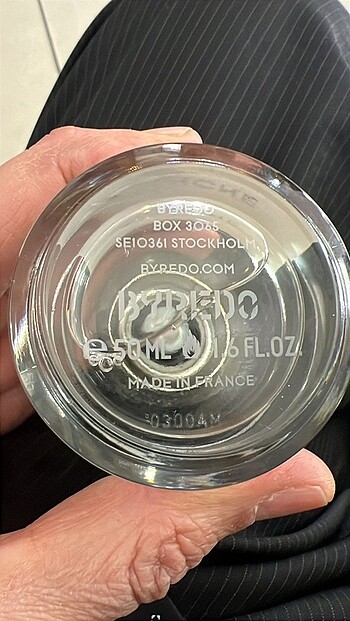 BYREDO
BOX 3065
SE10361 STOCKHOLM
BYREDO.COM
BYREDO
50 ML 1.6 FL.OZ.
MADE IN FRANCE
03004M